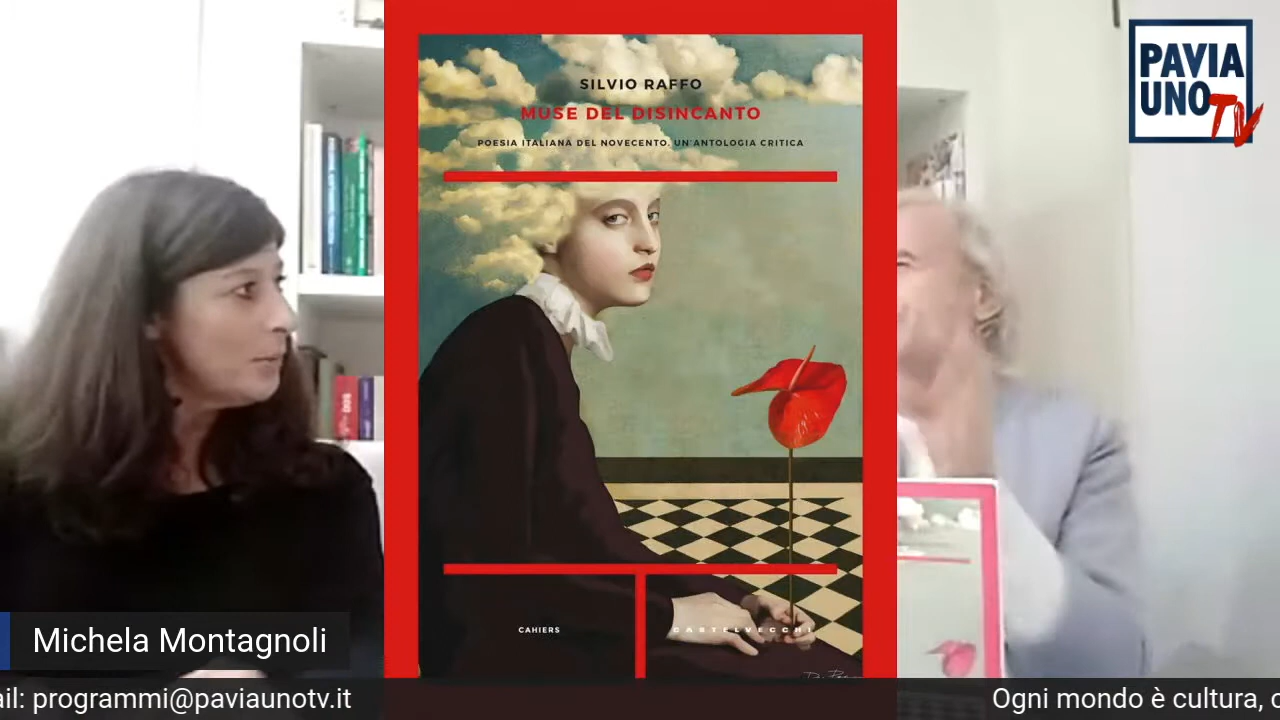 SILVIO RAFFO
MUSE DEL DISINCANTO
POESIA ITALIANA DEL NOVECENTO. UN'ANTOLOGIA CRITICA
CAHIERS
CASTELVECCHI
PAVIA
UNO TV
Michela Montagnoli
ail: programmi@paviaunotv.it
Ogni mondo è cultura, c